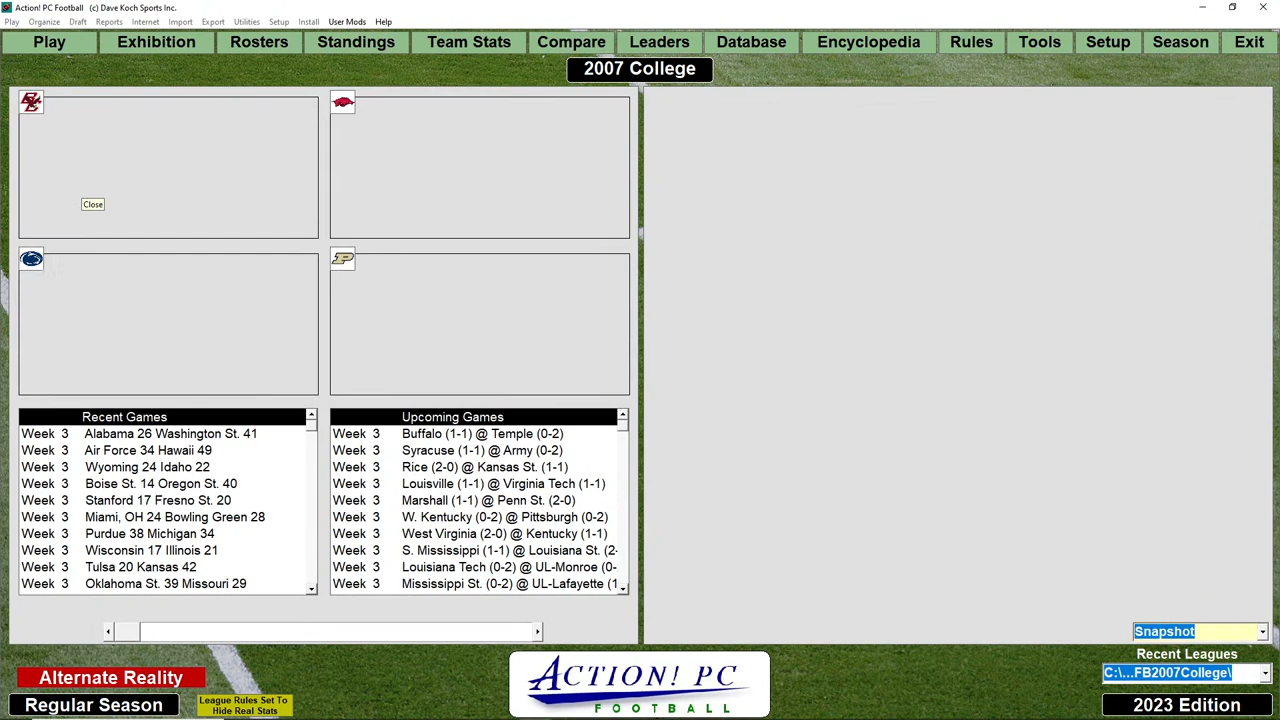 Action! PC Football   (c) Dave Koch Sports Inc.
Play Organize Draft Reports Internet Import Export Utilities Setup Install User Mods Help
Play Exhibition Rosters Standings Team Stats Compare Leaders Database Encyclopedia Rules Tools Setup Season Exit
2007 College
Close
Recent Games
Week 3 Alabama 26 Washington St. 41
Week 3 Air Force 34 Hawaii 49
Week 3 Wyoming 24 Idaho 22
Week 3 Boise St. 14 Oregon St. 40
Week 3 Stanford 17 Fresno St. 20
Week 3 Miami, OH 24 Bowling Green 28
Week 3 Purdue 38 Michigan 34
Week 3 Wisconsin 17 Illinois 21
Week 3 Tulsa 20 Kansas 42
Week 3 Oklahoma St. 39 Missouri 29
Upcoming Games
Week 3 Buffalo (1-1) @ Temple (0-2)
Week 3 Syracuse (1-1) @ Army (0-2)
Week 3 Rice (2-0) @ Kansas St. (1-1)
Week 3 Louisville (1-1) @ Virginia Tech (1-1)
Week 3 Marshall (1-1) @ Penn St. (2-0)
Week 3 W. Kentucky (0-2) @ Pittsburgh (0-2)
Week 3 West Virginia (2-0) @ Kentucky (1-1)
Week 3 S. Mississippi (1-1) @ Louisiana St. (2-
Week 3 Louisiana Tech (0-2) @ UL-Monroe (0-
Week 3 Mississippi St. (0-2) @ UL-Lafayette (1
Snapshot
Recent Leagues
C:\...FB2007College\
2023 Edition
Alternate Reality
Regular Season
League Rules Set To
Hide Real Stats
ACTION! PC
FOOTBALL